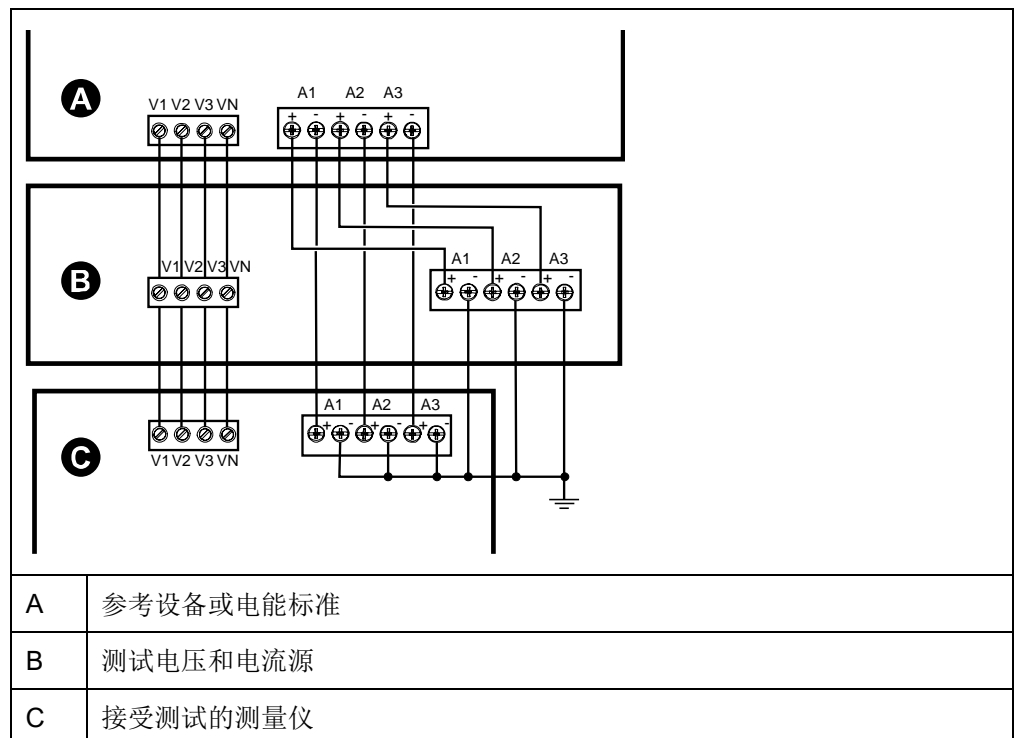 A
V1 V2 V3 VN
A1 A2 A3
+ - + - + -
B
V1 V2 V3 VN
A1 A2 A3
+ - + - + -
C
A1 A2 A3
+ - + - + -
V1 V2 V3 VN
A 参考设备或电能标准
B 测试电压和电流源
C 接受测试的测量仪